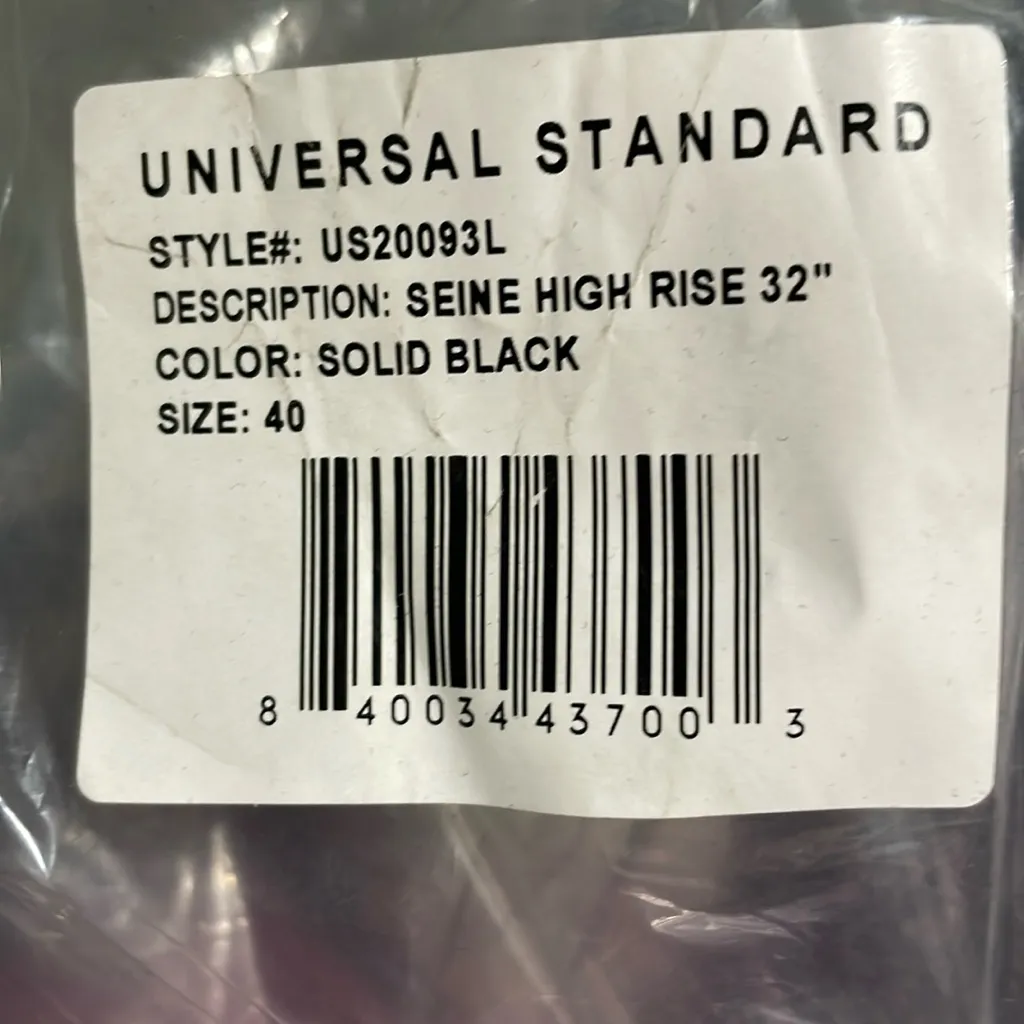 UNIVERSAL STANDARD
STYLE#: US20093L
DESCRIPTION: SEINE HIGH RISE 32"
COLOR: SOLID BLACK
SIZE: 40
8 40034 43700 3